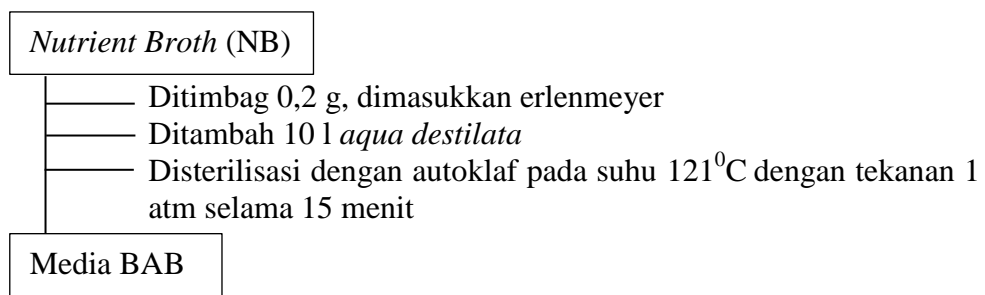 Nutrient Broth (NB)
Ditimbag 0,2 g, dimasukkan erlenmeyer
Ditambah 10 l aqua destilata
Disterilisasi dengan autoklaf pada suhu 121⁰C dengan tekanan 1
atm selama 15 menit
Media BAB